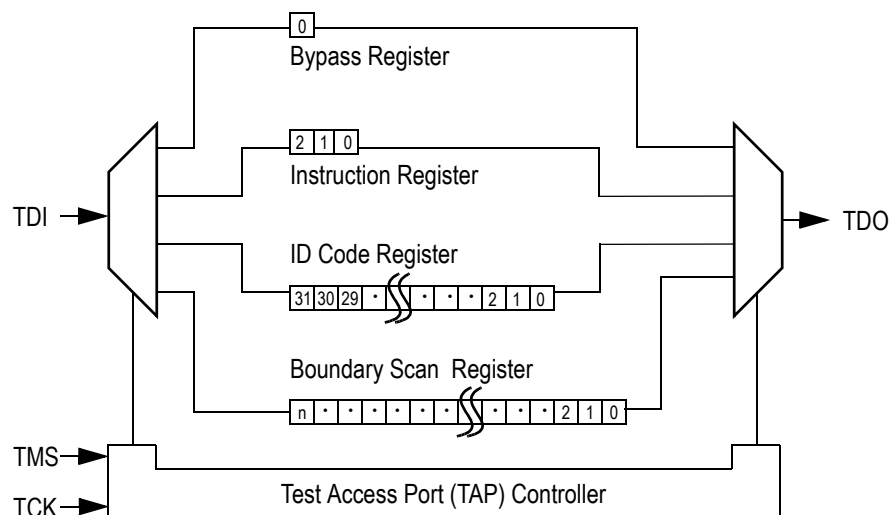 0
Bypass Register
2 1 0
Instruction Register
TDI
TDO
ID Code Register
31 30 29 · · · · 2 1 0
Boundary Scan Register
n · · · · · · · · · 2 1 0
TMS
Test Access Port (TAP) Controller
TCK